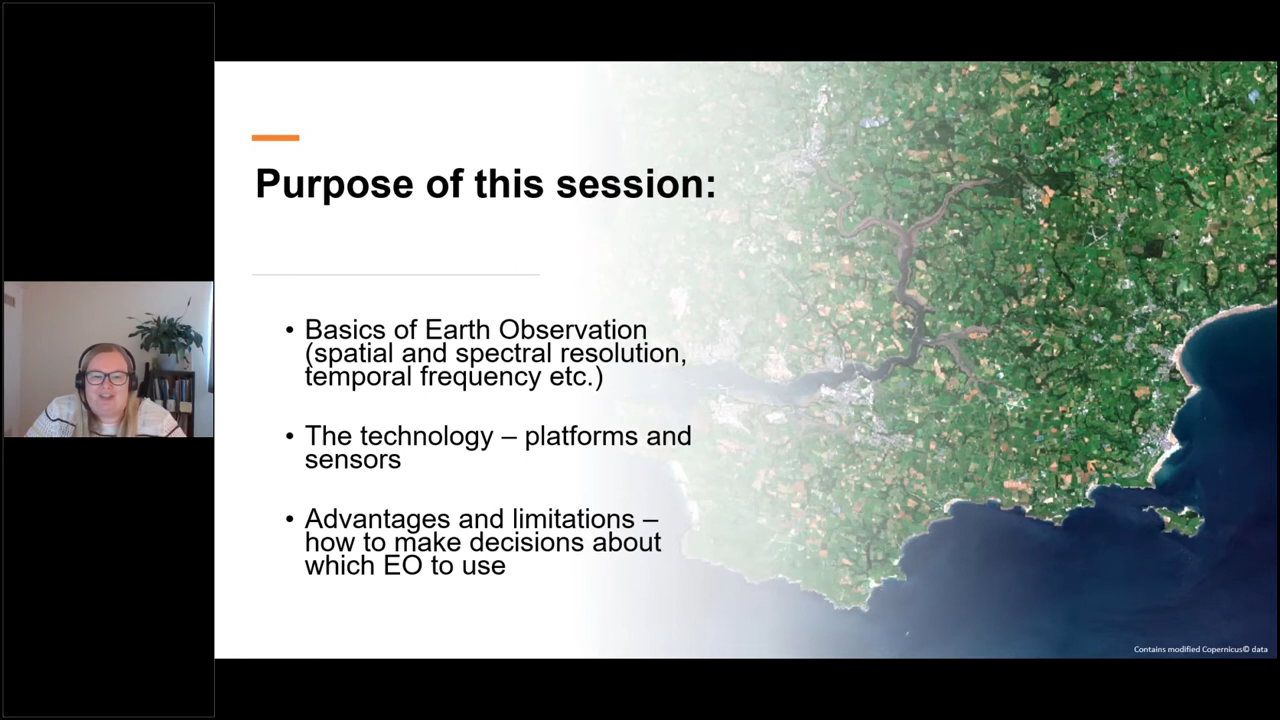 Purpose of this session:
• Basics of Earth Observation
(spatial and spectral resolution,
temporal frequency etc.)
• The technology – platforms and
sensors
• Advantages and limitations –
how to make decisions about
which EO to use
Contains modified Copernicus© data